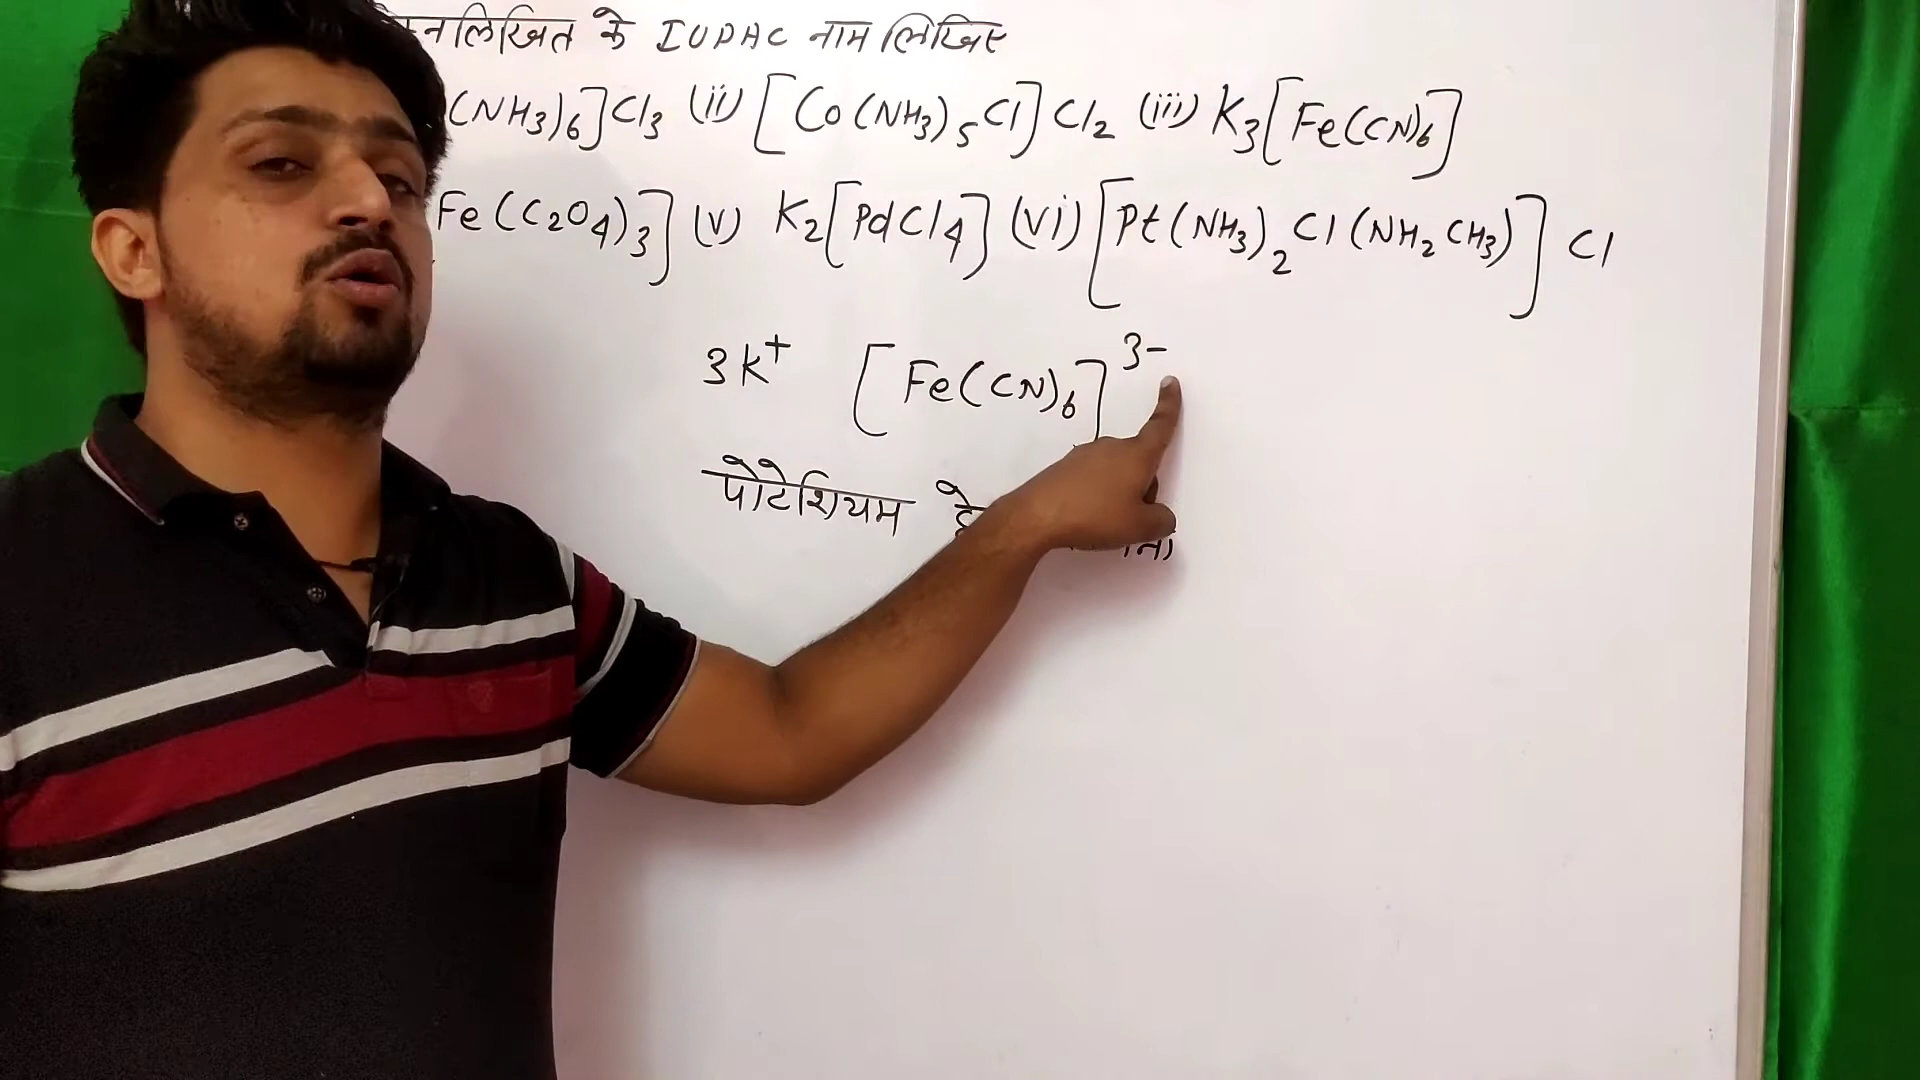 के IUPAC नाम लिखिए
(NH3)6]Cl3 (ii) [Co(NH3)5Cl]Cl2 (iii) K3[Fe(CN)6]
Fe(C2O4)3] (v) K2[PdCl4] (vi) [Pt(NH3)2Cl(NH2CH3)]Cl
3K+ [Fe(CN)6]3-
पोटेशियम